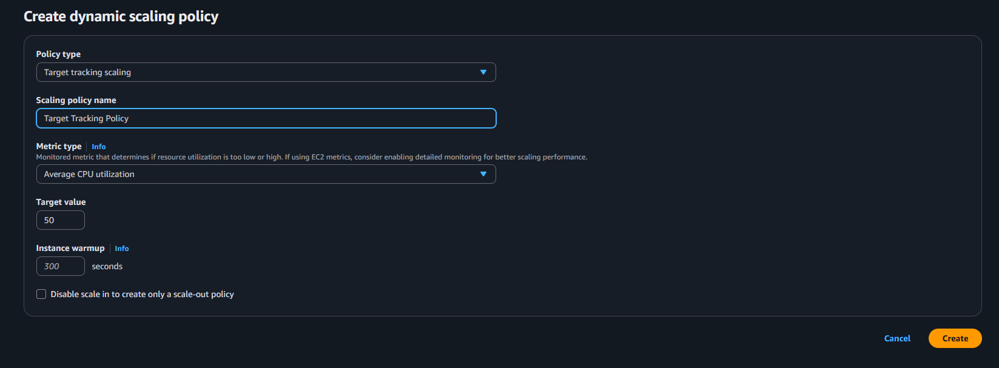 Create dynamic scaling policy
Policy type
Target tracking scaling
Scaling policy name
Target Tracking Policy
Metric type Info
Monitored metric that determines if resource utilization is too low or high. If using EC2 metrics, consider enabling detailed monitoring for better scaling performance.
Average CPU utilization
Target value
50
Instance warmup Info
300 seconds
Disable scale in to create only a scale-out policy
Cancel Create